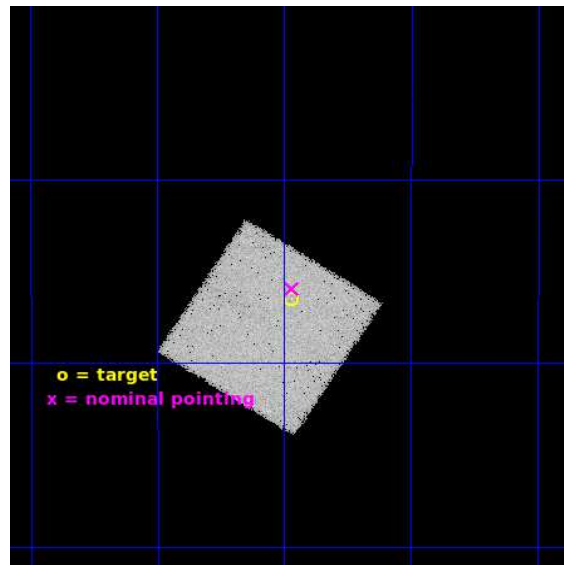 o = target
x = nominal pointing